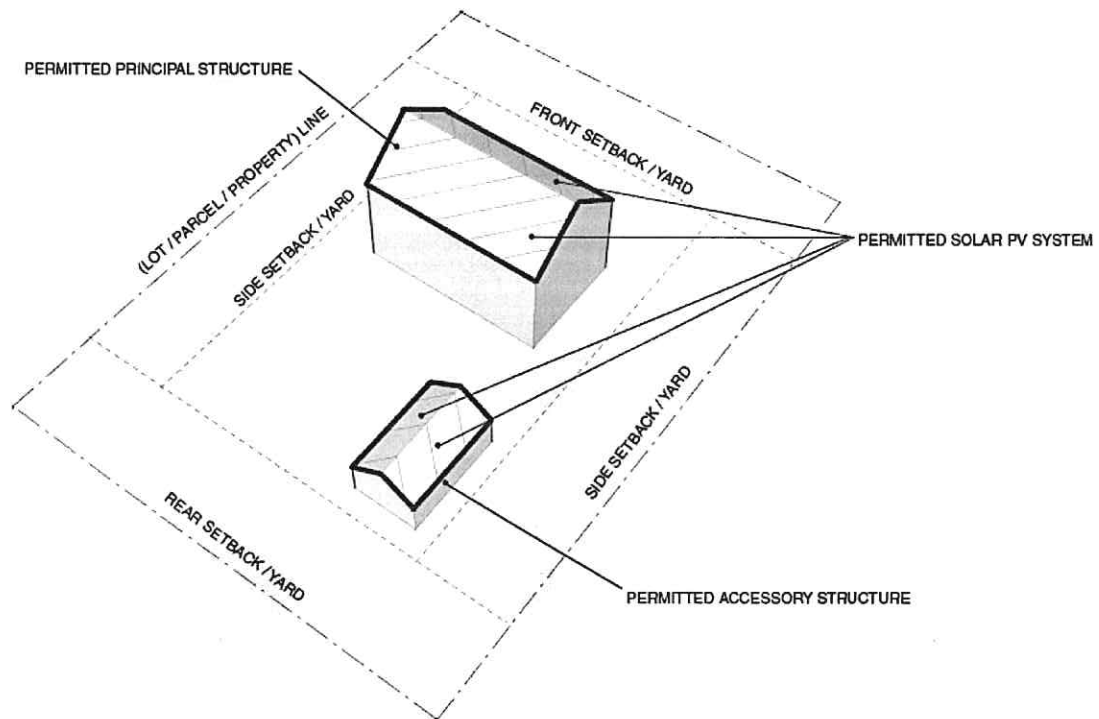 PERMITTED PRINCIPAL STRUCTURE
FRONT SETBACK / YARD
(LOT / PARCEL / PROPERTY) LINE
SIDE SETBACK / YARD
PERMITTED SOLAR PV SYSTEM
SIDE SETBACK / YARD
REAR SETBACK / YARD
PERMITTED ACCESSORY STRUCTURE